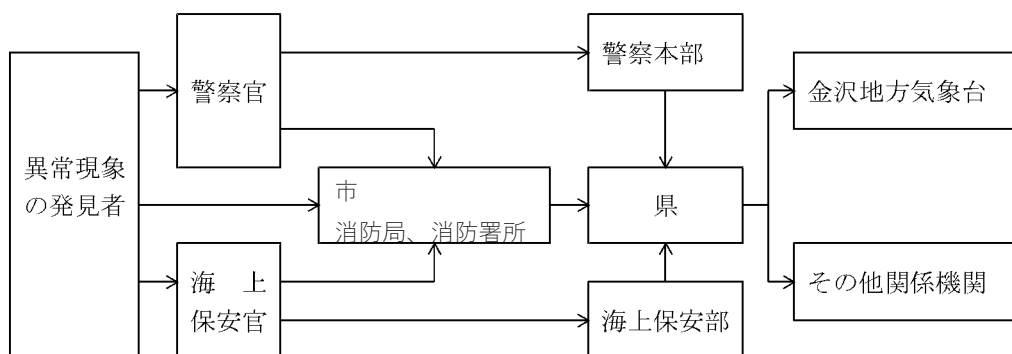 異常現象
の発見者
警察官
海　上
保安官
市
消防局、消防署所
警察本部
県
海上保安部
金沢地方気象台
その他関係機関